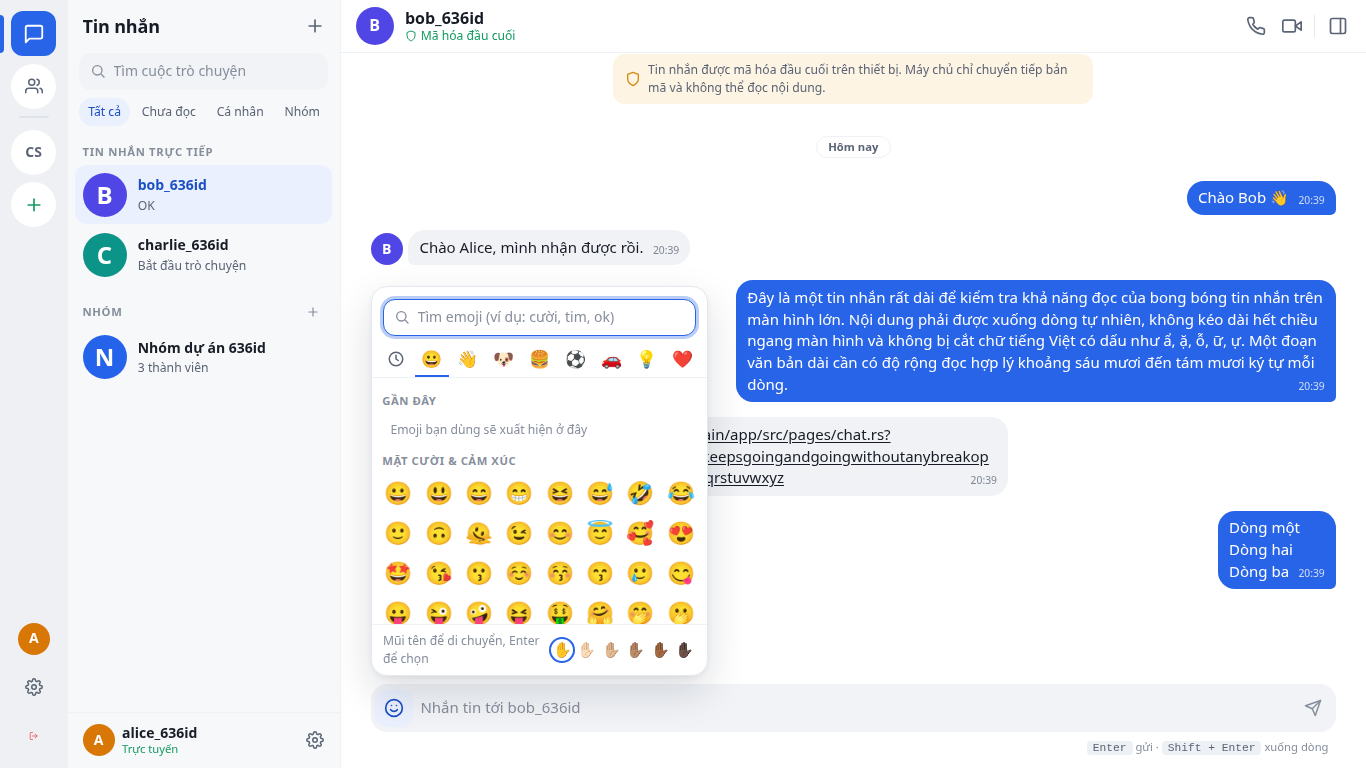 Tin nhắn
Tìm cuộc trò chuyện
Tất cả
Chưa đọc
Cá nhân
Nhóm
CS
TIN NHẮN TRỰC TIẾP
B
bob_636id
OK
C
charlie_636id
Bắt đầu trò chuyện
NHÓM
N
Nhóm dự án 636id
3 thành viên
A
A
alice_636id
Trực tuyến
B
bob_636id
Mã hóa đầu cuối
Tin nhắn được mã hóa đầu cuối trên thiết bị. Máy chủ chỉ chuyển tiếp bản
mã và không thể đọc nội dung.
Hôm nay
Chào Bob 👋 20:39
B
Chào Alice, mình nhận được rồi. 20:39
Đây là một tin nhắn rất dài để kiểm tra khả năng đọc của bong bóng tin nhắn trên
màn hình lớn. Nội dung phải được xuống dòng tự nhiên, không kéo dài hết chiều
ngang màn hình và không bị cắt chữ tiếng Việt có dấu như ấ, ặ, ỗ, ữ, ự. Một đoạn
văn bản dài cần có độ rộng đọc hợp lý khoảng sáu mươi đến tám mươi ký tự mỗi
dòng. 20:39
ain/app/src/pages/chat.rs?
keepsgoingandgoingwithoutanybreakop
qrstuvwxyz 20:39
Dòng một
Dòng hai
Dòng ba 20:39
Tìm emoji (ví dụ: cười, tim, ok)
GẦN ĐÂY
Emoji bạn dùng sẽ xuất hiện ở đây
MẶT CƯỜI & CẢM XÚC
Mũi tên để di chuyển, Enter
để chọn
Nhắn tin tới bob_636id
Enter gửi · Shift + Enter xuống dòng